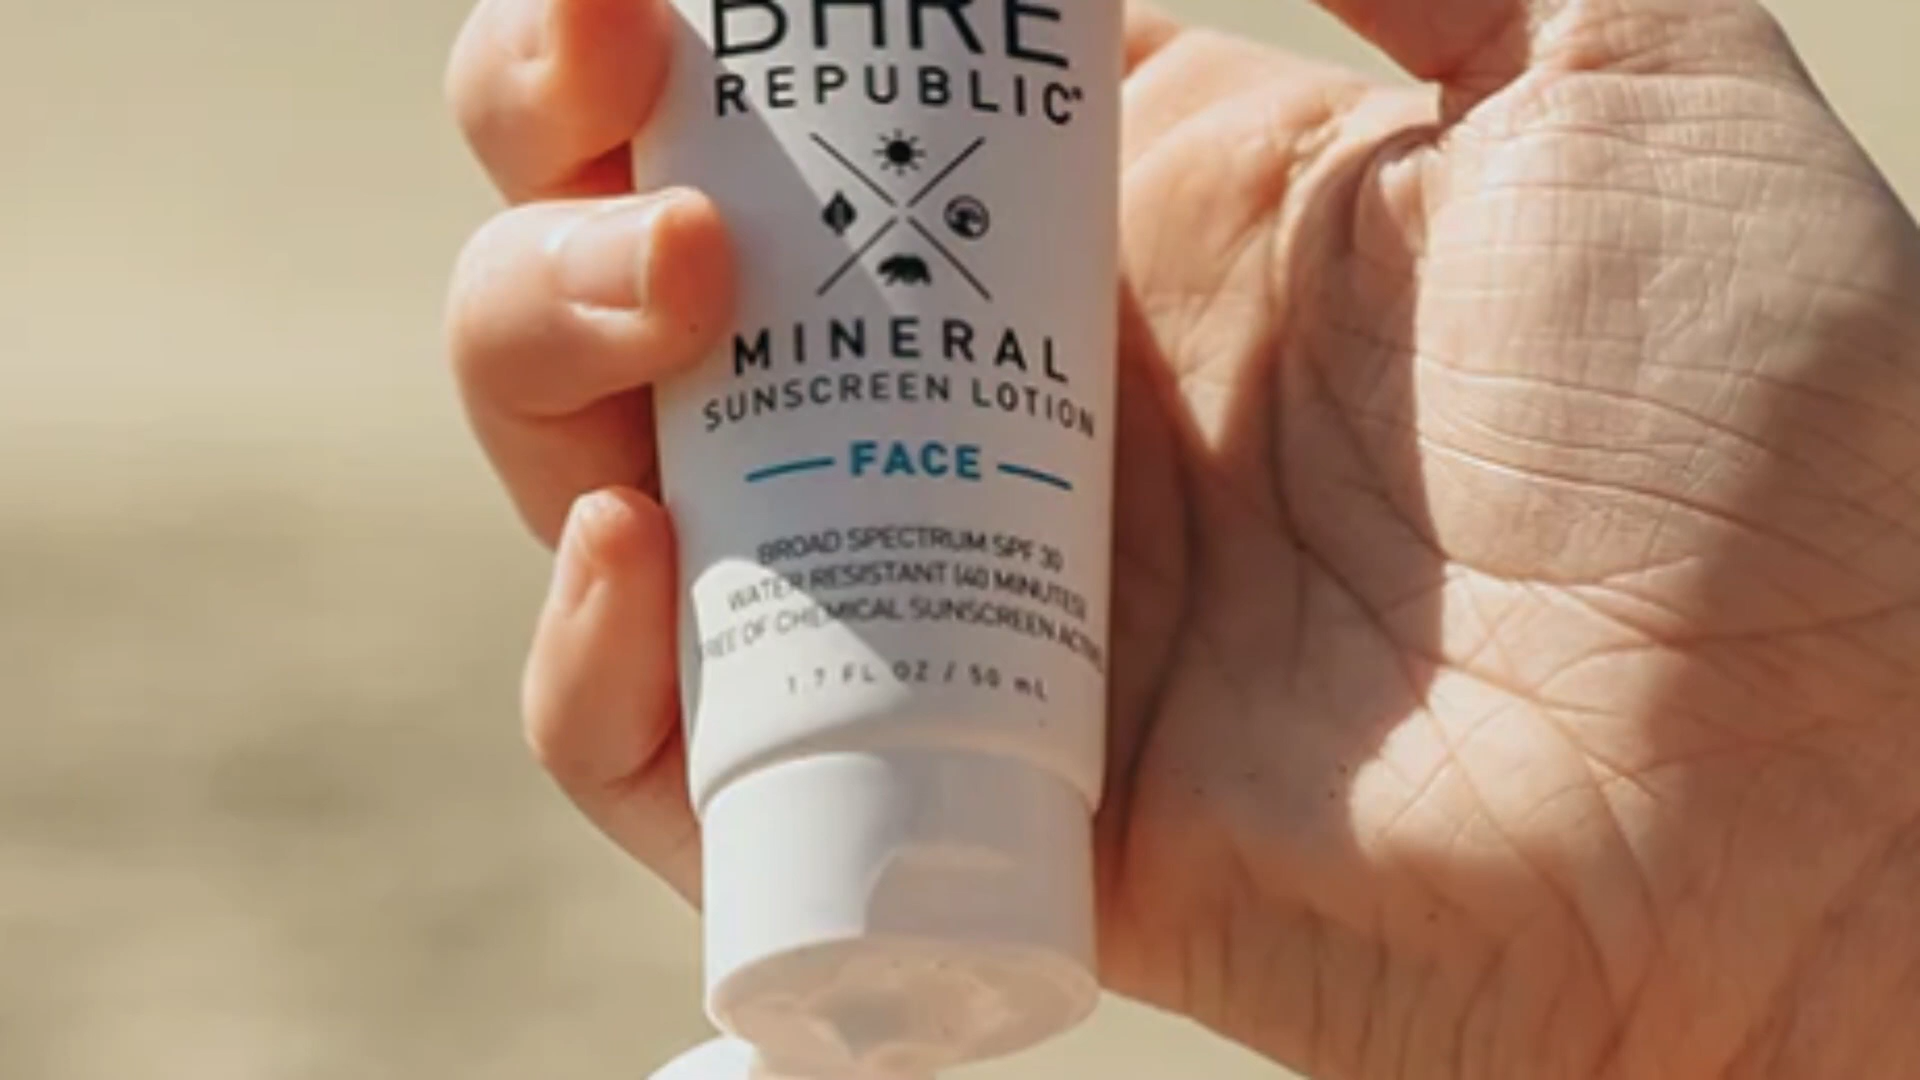 BARE
REPUBLIC
MINERAL
SUNSCREEN LOTION
FACE
BROAD SPECTRUM SPF 30
WATER RESISTANT (40 MINUTES)
FREE OF CHEMICAL SUNSCREEN
1.7 FL OZ / 50 mL